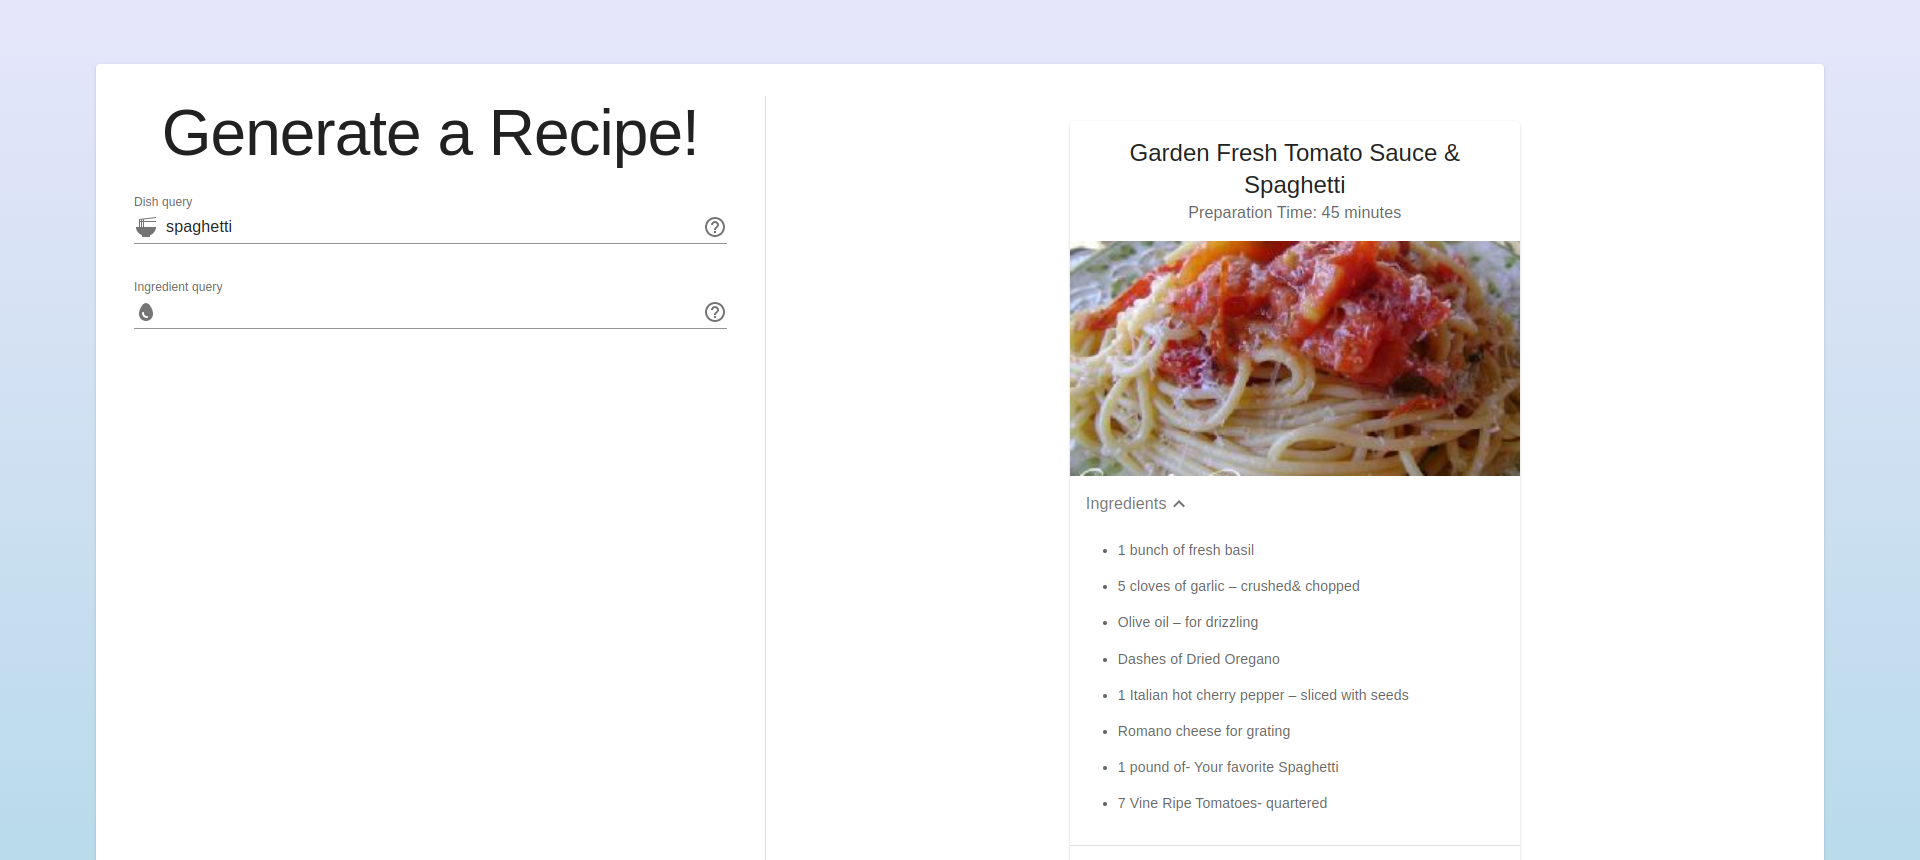 Generate a Recipe!
Dish query
spaghetti
Ingredient query
Garden Fresh Tomato Sauce &
Spaghetti
Preparation Time: 45 minutes
Ingredients
1 bunch of fresh basil
5 cloves of garlic – crushed& chopped
Olive oil – for drizzling
Dashes of Dried Oregano
1 Italian hot cherry pepper – sliced with seeds
Romano cheese for grating
1 pound of- Your favorite Spaghetti
7 Vine Ripe Tomatoes- quartered